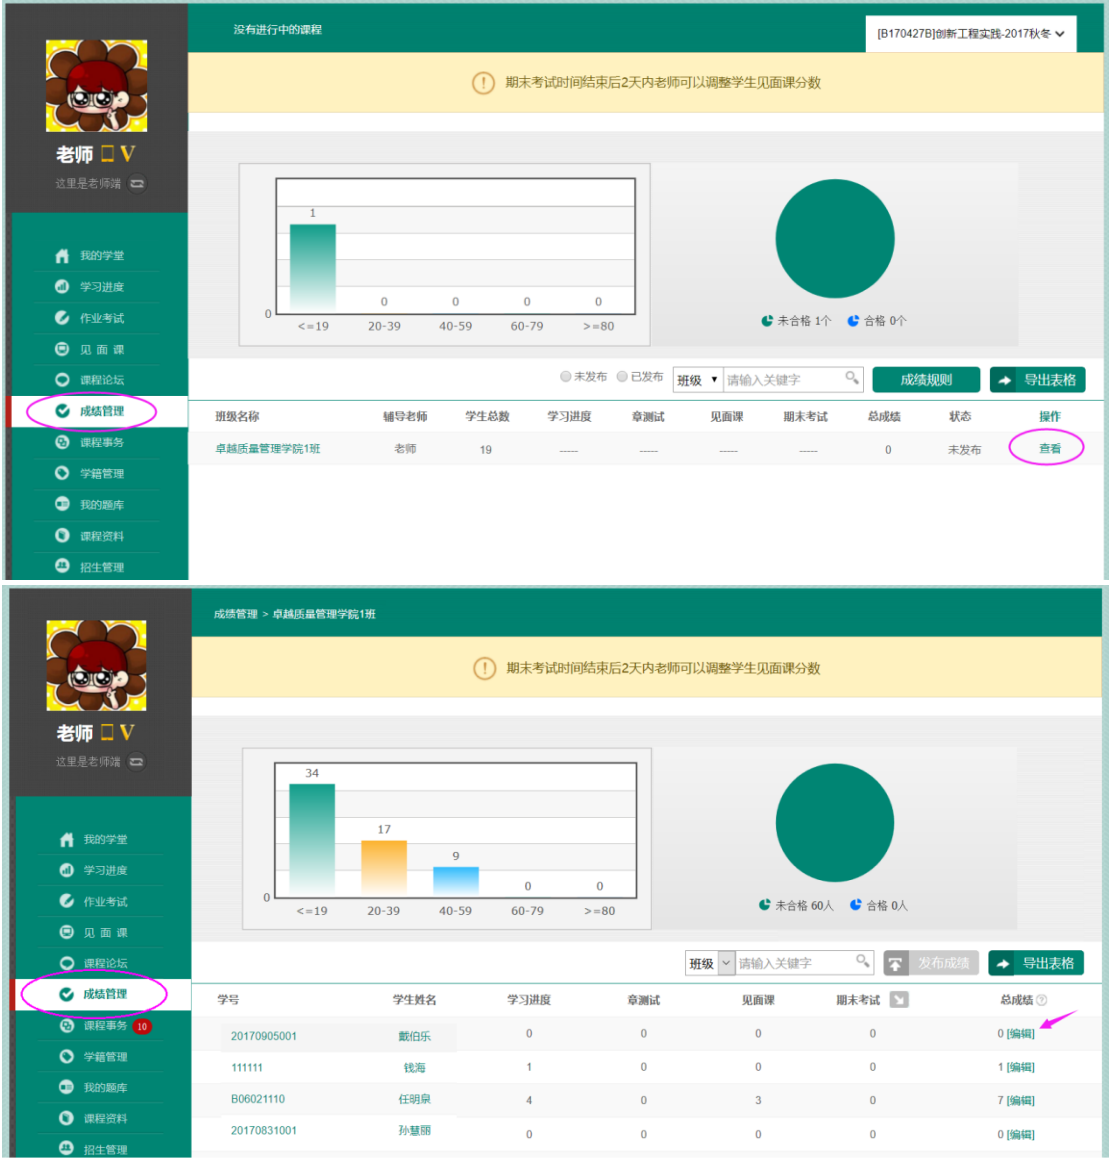 没有进行中的课程
[B170427B]创新工程实践-2017秋冬
期末考试时间结束后2天内老师可以调整学生见面课分数
老师 V
这里是老师端
我的学堂
学习进度
作业考试
见面课
课程论坛
成绩管理
课程事务
学籍管理
我的题库
课程资料
招生管理
1
0 0 0 0
0
<=19 20-39 40-59 60-79 >=80
未合格 1个 合格 0个
未发布 已发布 班级 请输入关键字 成绩规则 导出表格
班级名称 辅导老师 学生总数 学习进度 章测试 见面课 期末考试 总成绩 状态 操作
卓越质量管理学院1班 老师 19 ----- ----- ----- ----- 0 未发布 查看
成绩管理 > 卓越质量管理学院1班
期末考试时间结束后2天内老师可以调整学生见面课分数
老师 V
这里是老师端
我的学堂
学习进度
作业考试
见面课
课程论坛
成绩管理
课程事务 10
学籍管理
我的题库
课程资料
招生管理
34
17
9
0 0
0
<=19 20-39 40-59 60-79 >=80
未合格 60人 合格 0人
班级 请输入关键字 发布成绩 导出表格
学号 学生姓名 学习进度 章测试 见面课 期末考试 总成绩 ?
20170905001 戴伯乐 0 0 0 0 0 [编辑]
111111 钱海 1 0 0 0 1 [编辑]
B06021110 任明泉 4 0 3 0 7 [编辑]
20170831001 孙慧丽 0 0 0 0 0 [编辑]